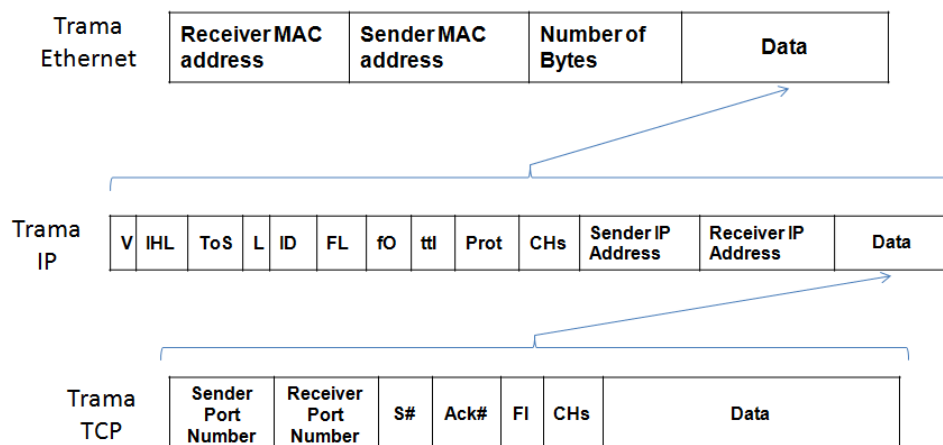 Trama
Ethernet
Receiver MAC
address
Sender MAC
address
Number of
Bytes
Data
Trama
IP
V
IHL
ToS
L
ID
FL
fO
ttl
Prot
CHs
Sender IP
Address
Receiver IP
Address
Data
Trama
TCP
Sender
Port
Number
Receiver
Port
Number
S#
Ack#
Fl
CHs
Data